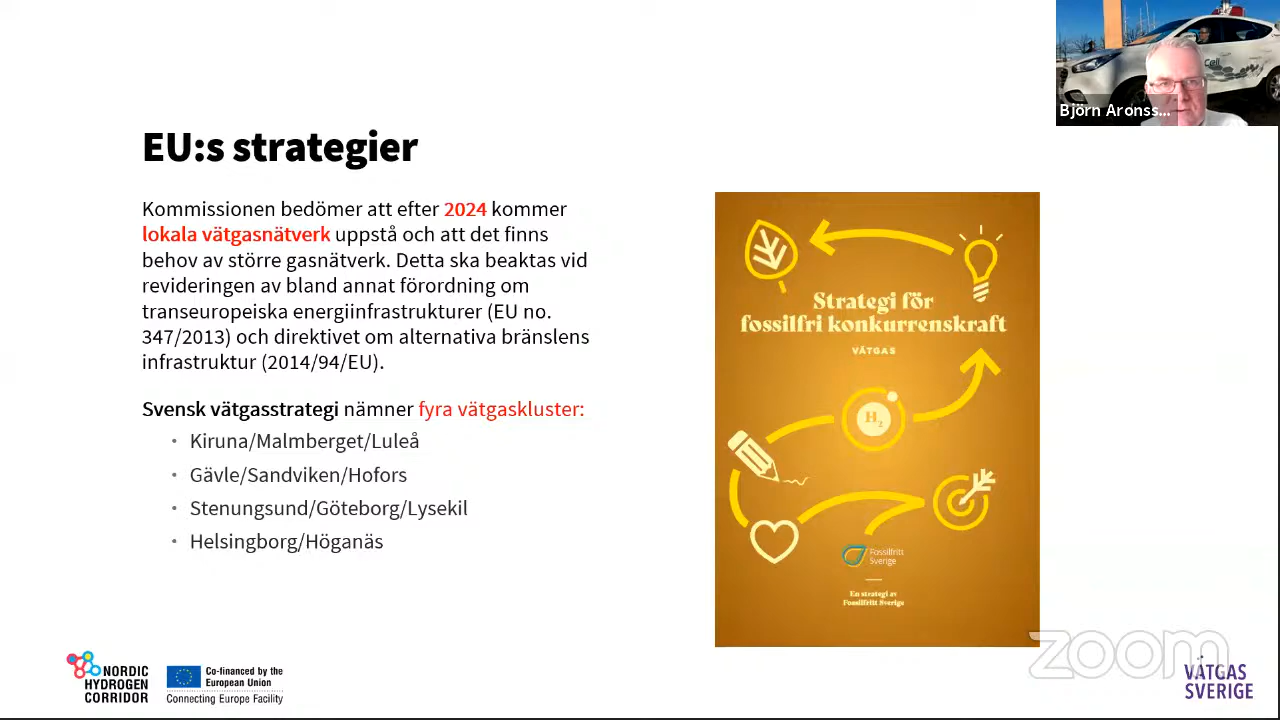 Cell
Björn Aronss...
EU:s strategier
Kommissionen bedömer att efter 2024 kommer
lokala vätgasnätverk uppstå och att det finns
behov av större gasnätverk. Detta ska beaktas vid
revideringen av bland annat förordning om
transeuropeiska energiinfrastrukturer (EU no.
347/2013) och direktivet om alternativa bränslens
infrastruktur (2014/94/EU).
Svensk vätgasstrategi nämner fyra vätgaskluster:
• Kiruna/Malmberget/Luleå
• Gävle/Sandviken/Hofors
• Stenungsund/Göteborg/Lysekil
• Helsingborg/Höganäs
Strategi för
fossilfri konkurrenskraft
VÄTGAS
H₂
Fossilfritt
Sverige
En strategi av
Fossilfritt Sverige
NORDIC
HYDROGEN
CORRIDOR
Co-financed by the
European Union
Connecting Europe Facility
zoom
VÄTGAS
SVERIGE